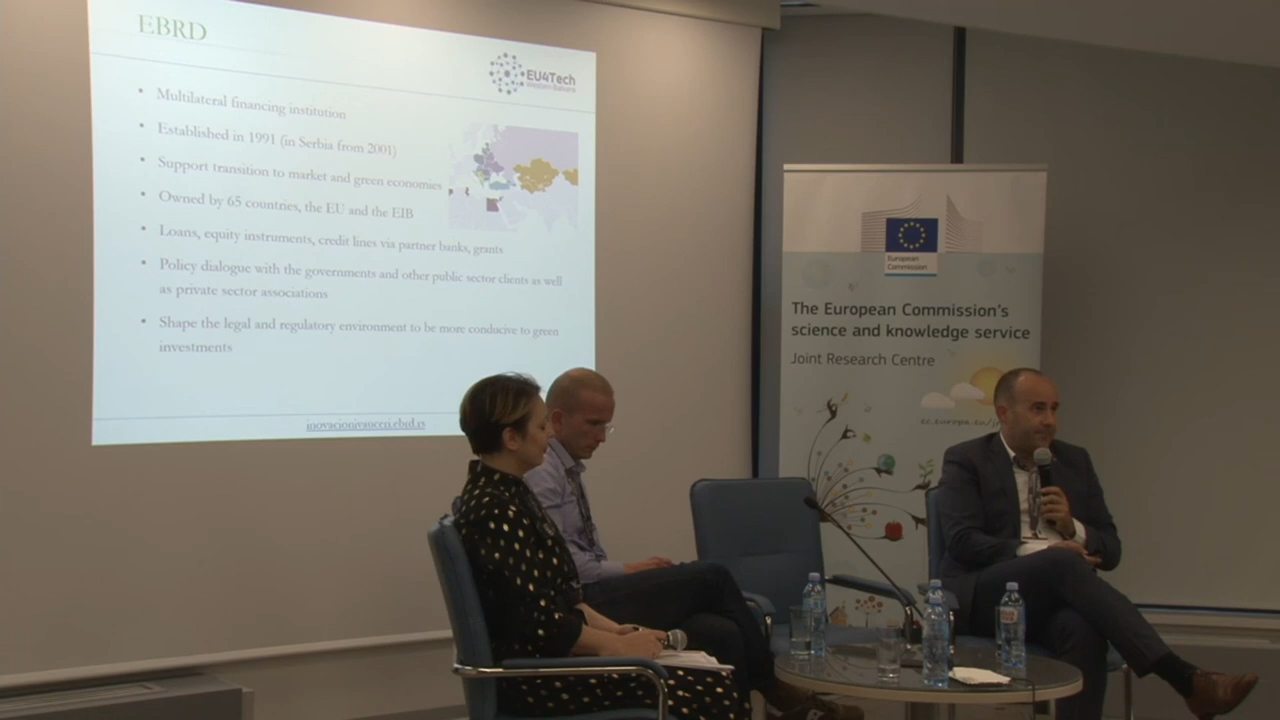 EBRD
EU4Tech
Western Balkans
• Multilateral financing institution
• Established in 1991 (in Serbia from 2001)
• Support transition to market and green economies
• Owned by 65 countries, the EU and the EIB
• Loans, equity instruments, credit lines via partner banks, grants
• Policy dialogue with the governments and other public sector clients as well
as private sector associations
• Shape the legal and regulatory environment to be more conducive to green
investments
European
Commission
The European Commission's
science and knowledge service
Joint Research Centre
ec.europa.eu/j